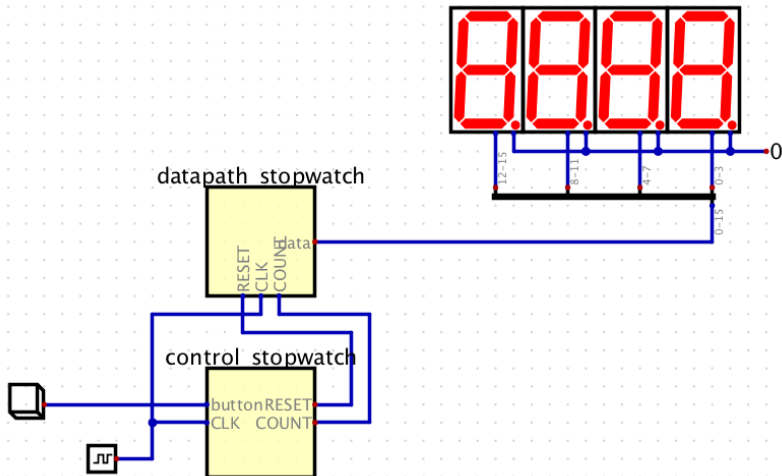 0
12-15
8-11
4-7
0-3
0-15
datapath_stopwatch
data
RESET
CLK
COUNT
control_stopwatch
button RESET
CLK COUNT